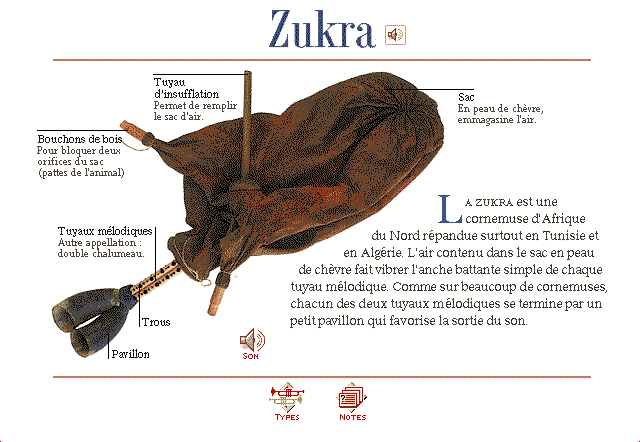 Zukra
Tuyau
d'insufflation
Permet de remplir
le sac d'air.
Sac
En peau de chèvre,
emmagasine l'air.
Bouchons de bois
Pour bloquer deux
orifices du sac
(pattes de l'animal)
Tuyaux mélodiques
Autre appellation :
double chalumeau.
Trous
Pavillon
LA ZUKRA est une
cornemuse d'Afrique
du Nord répandue surtout en Tunisie et
en Algérie. L'air contenu dans le sac en peau
de chèvre fait vibrer l'anche battante simple de chaque
tuyau mélodique. Comme sur beaucoup de cornemuses,
chacun des deux tuyaux mélodiques se termine par un
petit pavillon qui favorise la sortie du son.
SON
TYPES
NOTES